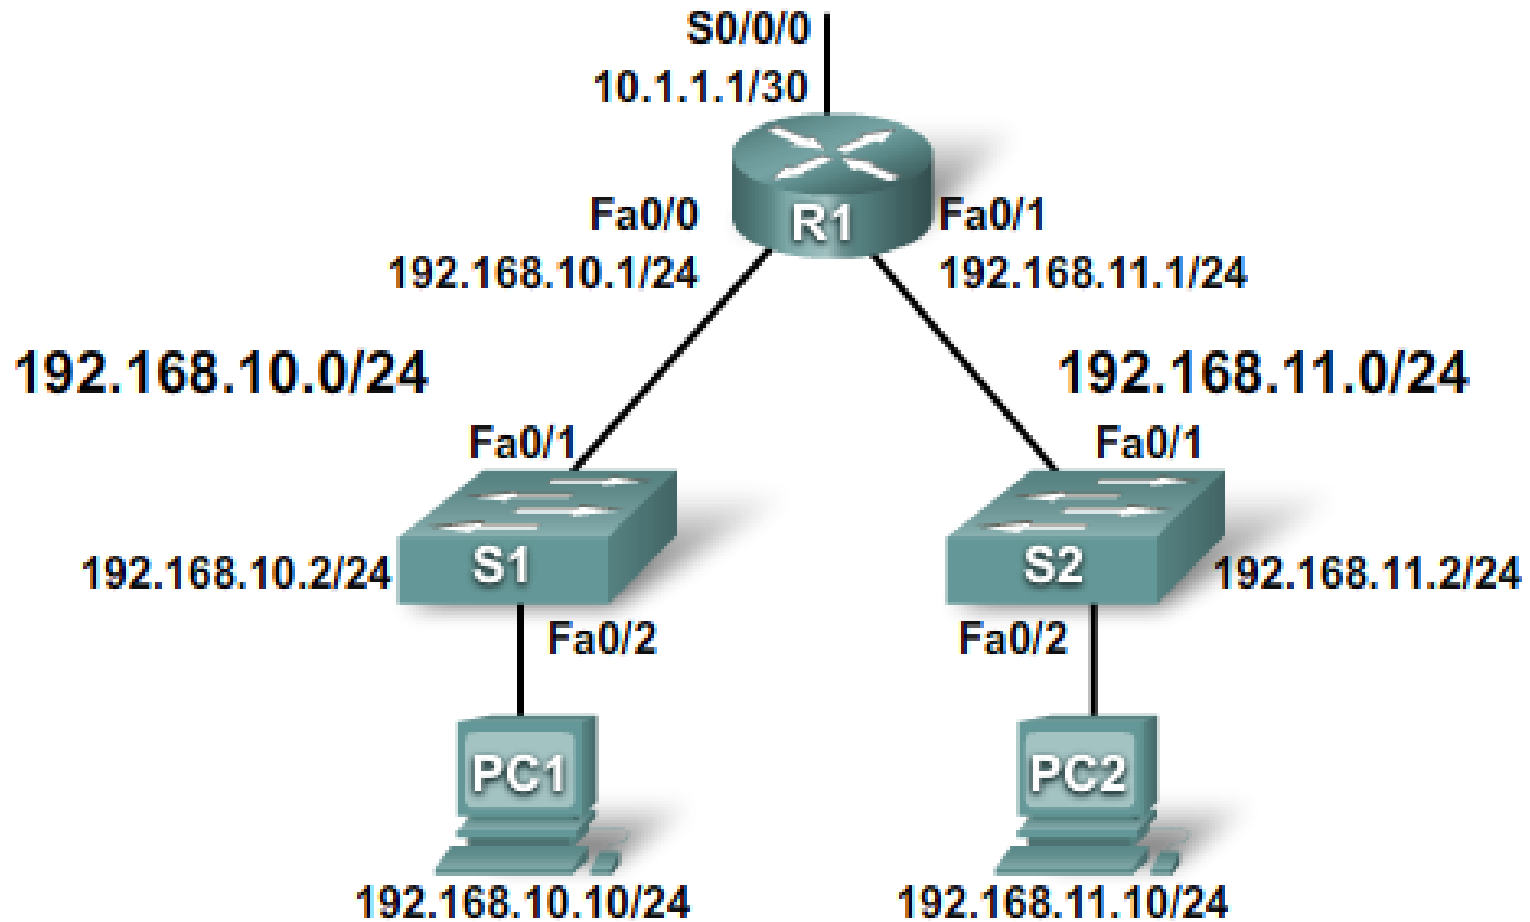 S0/0/0
10.1.1.1/30
R1
Fa0/0
192.168.10.1/24
Fa0/1
192.168.11.1/24
192.168.10.0/24
192.168.11.0/24
Fa0/1
Fa0/1
S1
192.168.10.2/24
S2
192.168.11.2/24
Fa0/2
Fa0/2
PC1
PC2
192.168.10.10/24
192.168.11.10/24